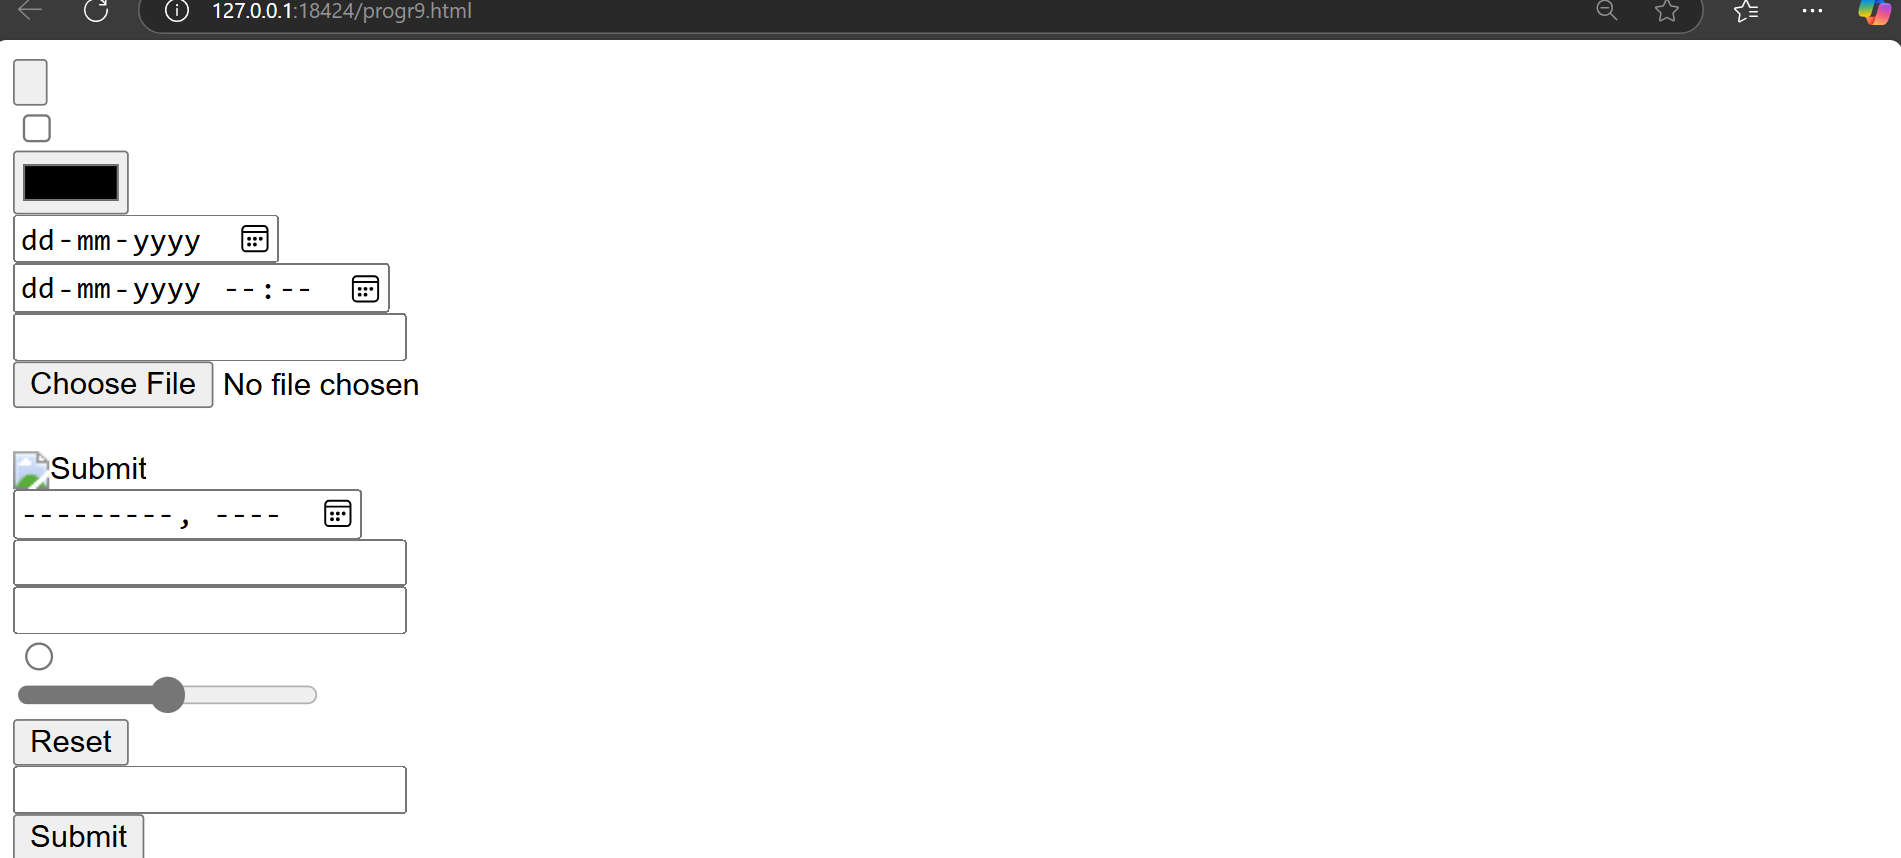 127.0.0.1:18424/progr9.html
dd-mm-yyyy
dd-mm-yyyy --:--
Choose File No file chosen
Submit
---------, ----
Reset
Submit